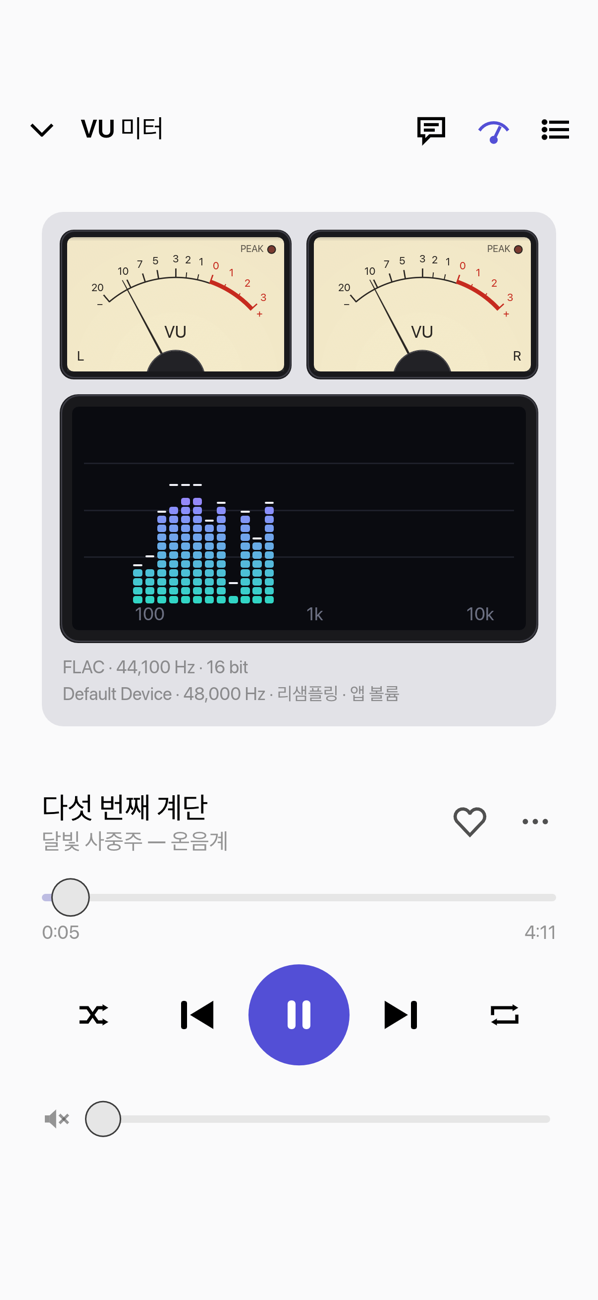 VU 미터
PEAK
20 10 7 5 3 2 1 0 1 2 3
− +
VU
L
PEAK
20 10 7 5 3 2 1 0 1 2 3
− +
VU
R
100 1k 10k
FLAC · 44,100 Hz · 16 bit
Default Device · 48,000 Hz · 리샘플링 · 앱 볼륨
다섯 번째 계단
달빛 사중주 — 온음계
0:05 4:11